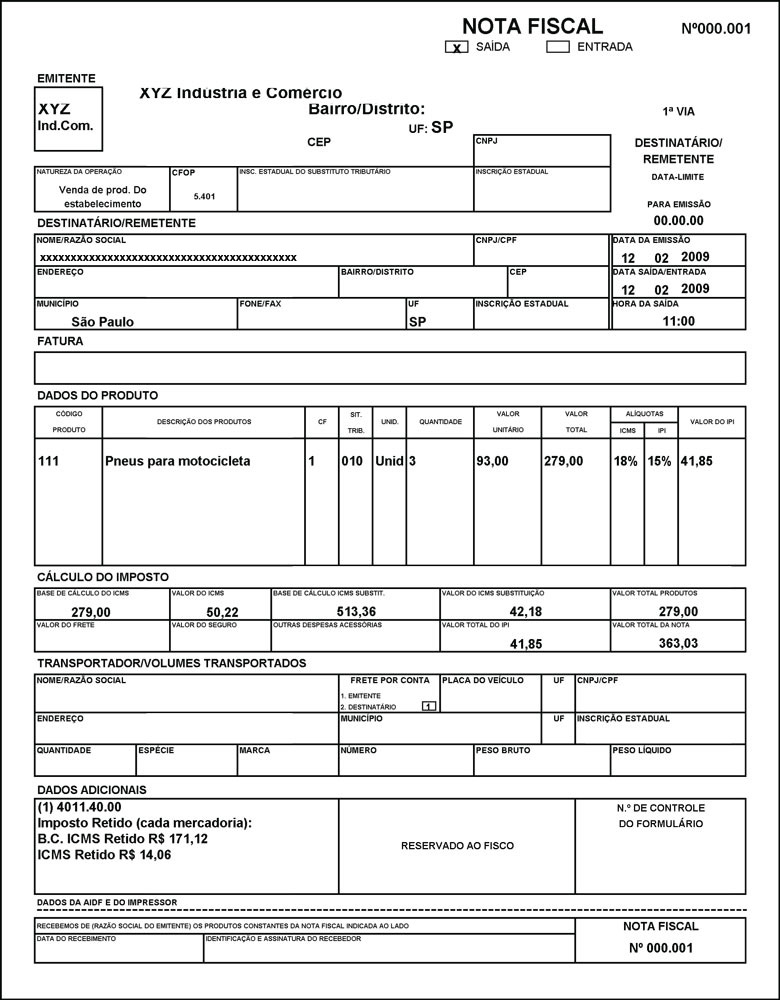 NOTA FISCAL
Nº000.001
X SAÍDA ENTRADA
EMITENTE
XYZ
Ind.Com.
XYZ Industria e Comércio
Bairro/Distrito:
UF: SP
CEP
CNPJ
1ª VIA
DESTINATÁRIO/
REMETENTE
DATA-LIMITE
PARA EMISSÃO
00.00.00
NATUREZA DA OPERAÇÃO
Venda de prod. Do
estabelecimento
CFOP
5.401
INSC. ESTADUAL DO SUBSTITUTO TRIBUTÁRIO
INSCRIÇÃO ESTADUAL
DESTINATÁRIO/REMETENTE
NOME/RAZÃO SOCIAL
xxxxxxxxxxxxxxxxxxxxxxxxxxxxxxxxxxxxxxxxxxx
CNPJ/CPF
DATA DA EMISSÃO
12 02 2009
ENDEREÇO
BAIRRO/DISTRITO
CEP
DATA SAÍDA/ENTRADA
12 02 2009
MUNICÍPIO
São Paulo
FONE/FAX
UF
SP
INSCRIÇÃO ESTADUAL
HORA DA SAÍDA
11:00
FATURA
DADOS DO PRODUTO
CÓDIGO
PRODUTO
DESCRIÇÃO DOS PRODUTOS
CF
SIT.
TRIB.
UNID.
QUANTIDADE
VALOR
UNITÁRIO
VALOR
TOTAL
ALÍQUOTAS
ICMS IPI
VALOR DO IPI
111 Pneus para motocicleta 1 010 Unid 3 93,00 279,00 18% 15% 41,85
CÁLCULO DO IMPOSTO
BASE DE CÁLCULO DO ICMS
279,00
VALOR DO ICMS
50,22
BASE DE CÁLCULO ICMS SUBSTIT.
513,36
VALOR DO ICMS SUBSTITUIÇÃO
42,18
VALOR TOTAL PRODUTOS
279,00
VALOR DO FRETE
VALOR DO SEGURO
OUTRAS DESPESAS ACESSÓRIAS
VALOR TOTAL DO IPI
41,85
VALOR TOTAL DA NOTA
363,03
TRANSPORTADOR/VOLUMES TRANSPORTADOS
NOME/RAZÃO SOCIAL
FRETE POR CONTA
1. EMITENTE
2. DESTINATÁRIO 1
PLACA DO VEÍCULO
UF
CNPJ/CPF
ENDEREÇO
MUNICÍPIO
UF
INSCRIÇÃO ESTADUAL
QUANTIDADE
ESPÉCIE
MARCA
NÚMERO
PESO BRUTO
PESO LÍQUIDO
DADOS ADICIONAIS
(1) 4011.40.00
Imposto Retido (cada mercadoria):
B.C. ICMS Retido R$ 171,12
ICMS Retido R$ 14,06
RESERVADO AO FISCO
N.º DE CONTROLE
DO FORMULÁRIO
DADOS DA AIDF E DO IMPRESSOR
RECEBEMOS DE (RAZÃO SOCIAL DO EMITENTE) OS PRODUTOS CONSTANTES DA NOTA FISCAL INDICADA AO LADO
DATA DO RECEBIMENTO
IDENTIFICAÇÃO E ASSINATURA DO RECEBEDOR
NOTA FISCAL
Nº 000.001